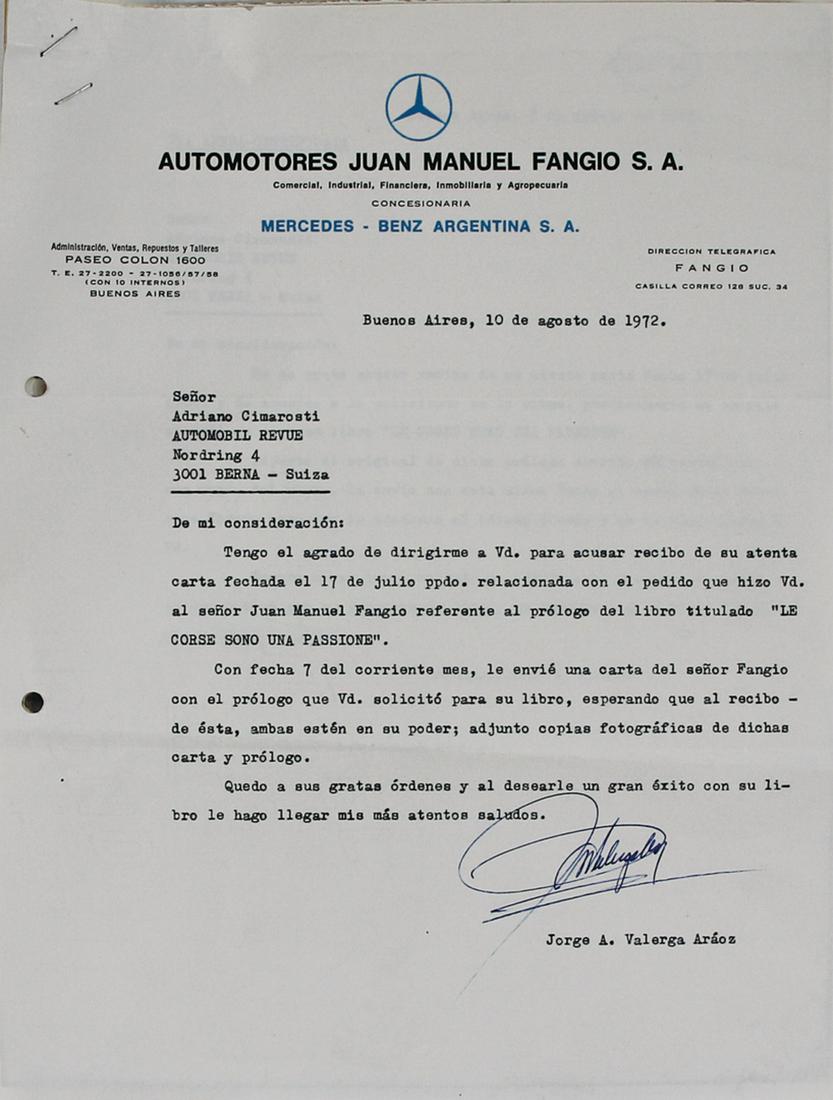 AUTOMOTORES JUAN MANUEL FANGIO S. A.
Comercial, Industrial, Financiera, Inmobiliaria y Agropecuaria
CONCESIONARIA
MERCEDES - BENZ ARGENTINA S. A.
Administración, Ventas, Repuestos y Talleres
PASEO COLON 1600
T. E. 27-2200 - 27-1056/57/58
(CON 10 INTERNOS)
BUENOS AIRES
DIRECCION TELEGRAFICA
FANGIO
CASILLA CORREO 128 SUC. 34
Buenos Aires, 10 de agosto de 1972.
Señor
Adriano Cimarosti
AUTOMOBIL REVUE
Nordring 4
3001 BERNA - Suiza
De mi consideración:
Tengo el agrado de dirigirme a Vd. para acusar recibo de su atenta
carta fechada el 17 de julio ppdo. relacionada con el pedido que hizo Vd.
al señor Juan Manuel Fangio referente al prólogo del libro titulado "LE
CORSE SONO UNA PASSIONE".
Con fecha 7 del corriente mes, le envié una carta del señor Fangio
con el prólogo que Vd. solicitó para su libro, esperando que al recibo -
de ésta, ambas estén en su poder; adjunto copias fotográficas de dichas
carta y prólogo.
Quedo a sus gratas órdenes y al desearle un gran éxito con su li-
bro le hago llegar mis más atentos saludos.
Jorge A. Valerga Aráoz